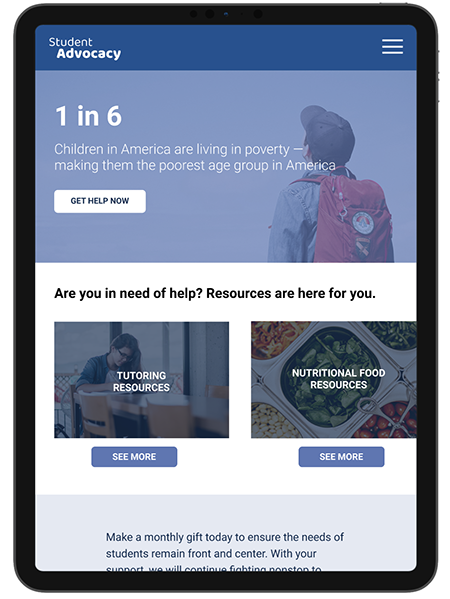 Student
Advocacy
1 in 6
Children in America are living in poverty —
making them the poorest age group in America
GET HELP NOW
Are you in need of help? Resources are here for you.
TUTORING
RESOURCES
NUTRITIONAL FOOD
RESOURCES
SEE MORE
SEE MORE
Make a monthly gift today to ensure the needs of
students remain front and center. With your
support, we will continue fighting nonstop to